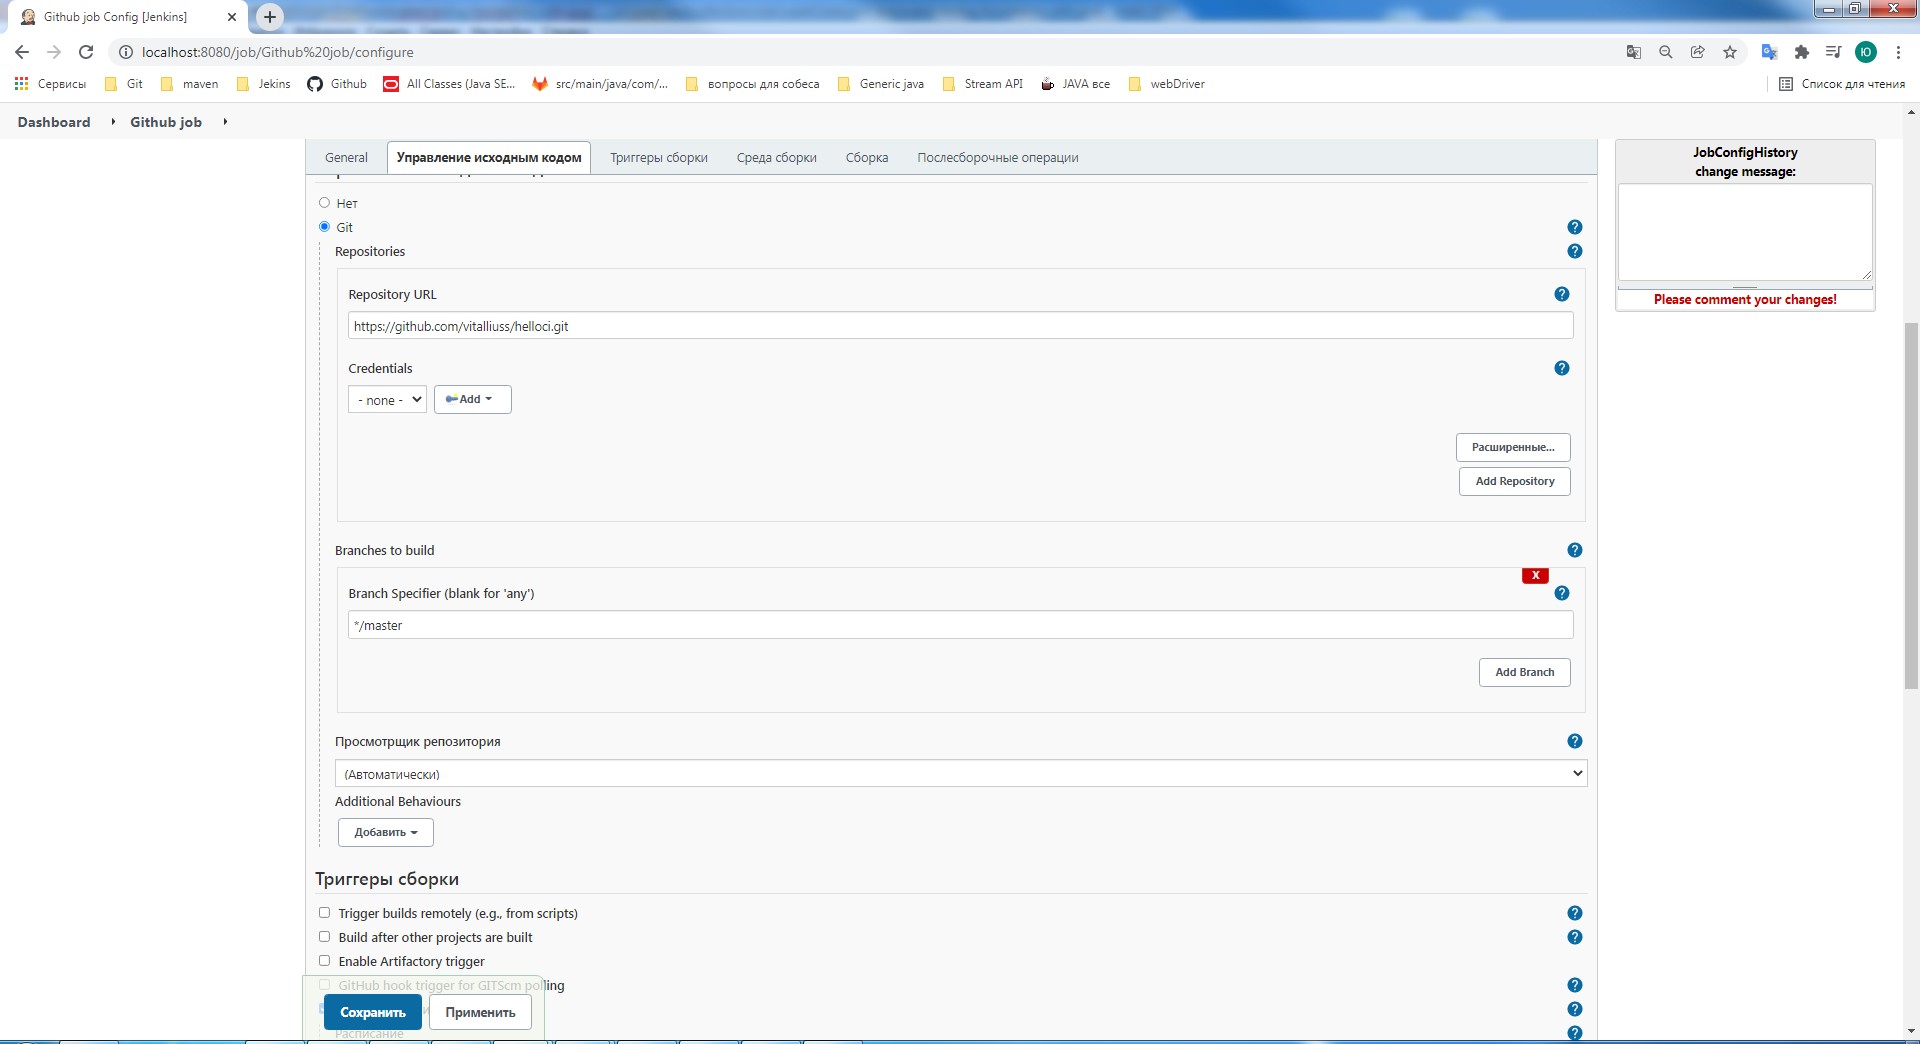 Github job Config [Jenkins]
localhost:8080/job/Github%20job/configure
Сервисы Git maven Jekins Github All Classes (Java SE... src/main/java/com/... вопросы для собеса Generic java Stream API JAVA все webDriver Список для чтения
Dashboard Github job
General Управление исходным кодом Триггеры сборки Среда сборки Сборка Послесборочные операции
JobConfigHistory
change message:
Please comment your changes!
Нет
Git
Repositories
Repository URL
https://github.com/vitalliuss/helloci.git
Credentials
- none - Add
Расширенные...
Add Repository
Branches to build
X
Branch Specifier (blank for 'any')
*/master
Add Branch
Просмотрщик репозитория
(Автоматически)
Additional Behaviours
Добавить
Триггеры сборки
Trigger builds remotely (e.g., from scripts)
Build after other projects are built
Enable Artifactory trigger
GitHub hook trigger for GITScm polling
Сохранить Применить
Расписание